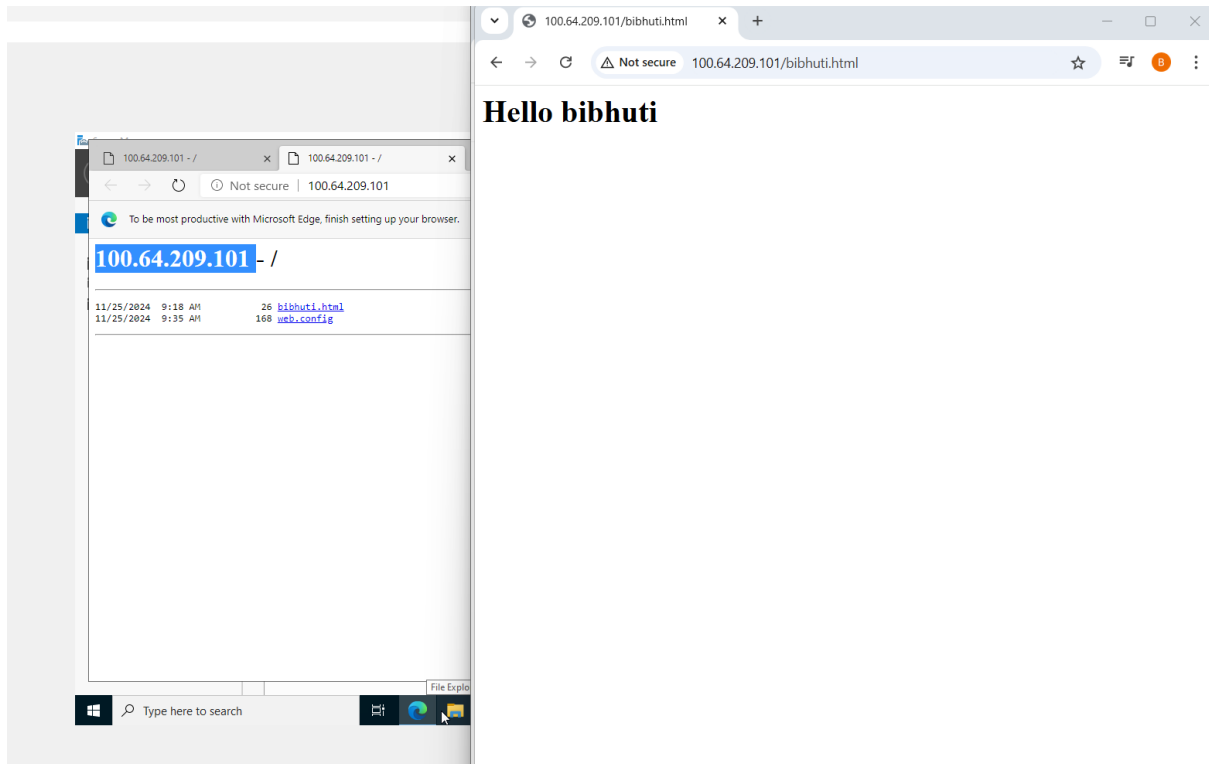 100.64.209.101 - /
100.64.209.101 - /
Not secure | 100.64.209.101
To be most productive with Microsoft Edge, finish setting up your browser.
100.64.209.101 - /
11/25/2024 9:18 AM 26 bibhuti.html
11/25/2024 9:35 AM 168 web.config
File Explo
Type here to search
100.64.209.101/bibhuti.html
Not secure 100.64.209.101/bibhuti.html
B
Hello bibhuti